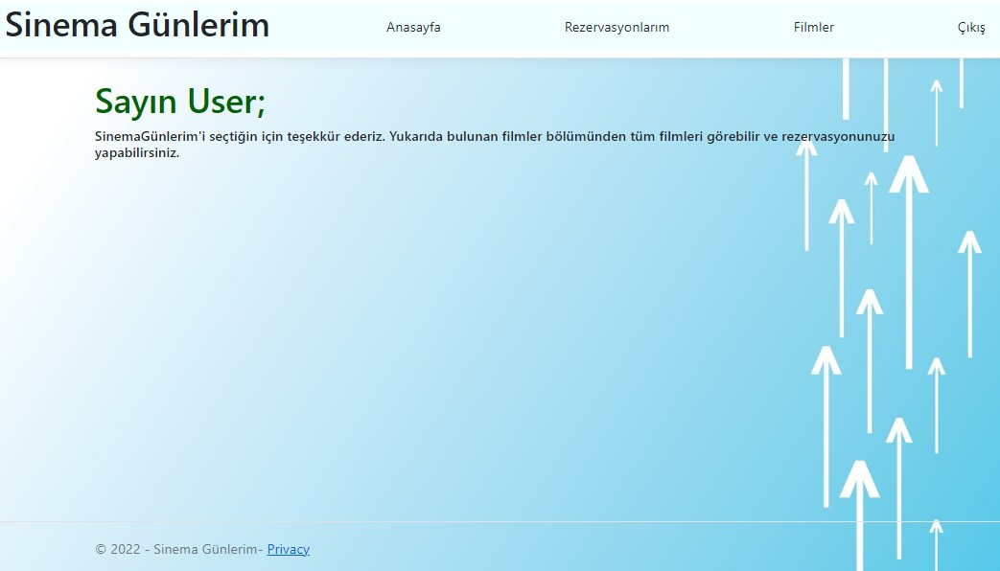 Sinema Günlerim
Anasayfa
Rezervasyonlarım
Filmler
Çıkış
Sayın User;
SinemaGünlerim'i seçtiğin için teşekkür ederiz. Yukarıda bulunan filmler bölümünden tüm filmleri görebilir ve rezervasyonunuzu
yapabilirsiniz.
© 2022 - Sinema Günlerim- Privacy